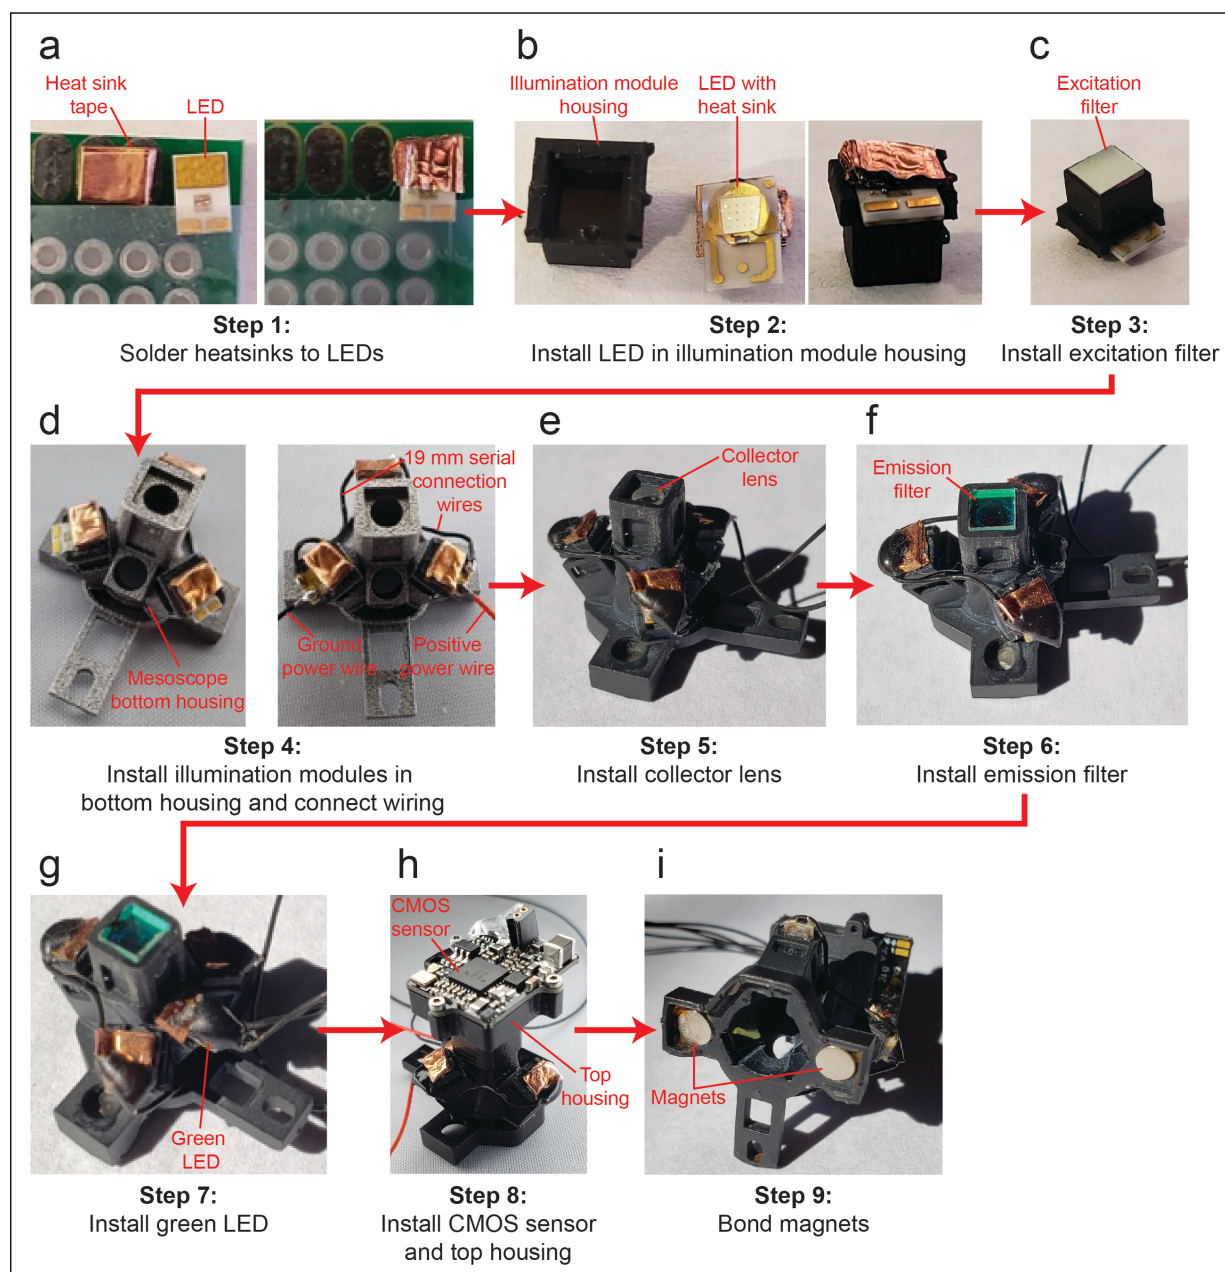 a
Heat sink
tape
LED
b
Illumination module
housing
LED with
heat sink
c
Excitation
filter
Step 1:
Solder heatsinks to LEDs
Step 2:
Install LED in illumination module housing
Step 3:
Install excitation filter
d
Mesoscope
bottom housing
19 mm serial
connection
wires
Ground
power wire
Positive
power wire
e
Collector
lens
f
Emission
filter
Step 4:
Install illumination modules in
bottom housing and connect wiring
Step 5:
Install collector lens
Step 6:
Install emission filter
g
Green
LED
h
CMOS
sensor
Top
housing
i
Magnets
Step 7:
Install green LED
Step 8:
Install CMOS sensor
and top housing
Step 9:
Bond magnets